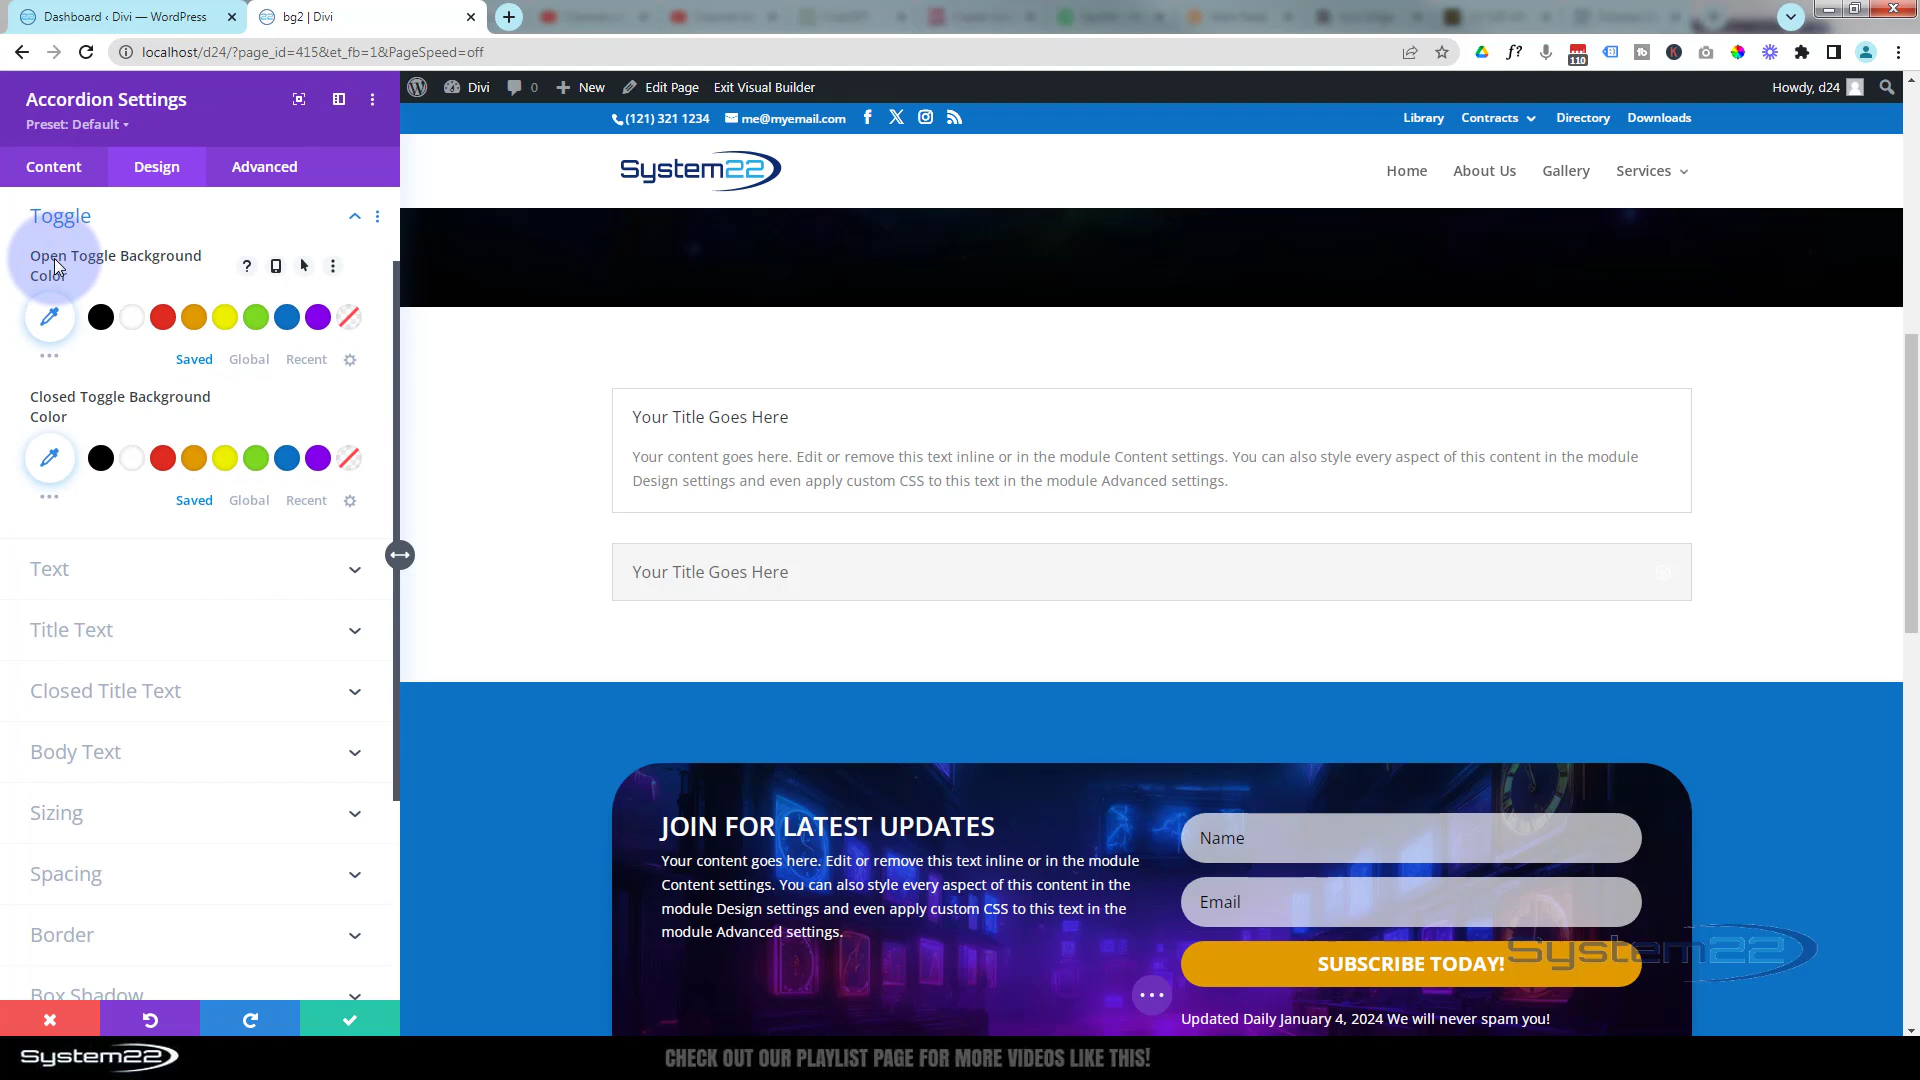 Dashboard ‹ Divi — WordPress
bg2 | Divi
localhost/d24/?page_id=415&et_fb=1&PageSpeed=off
110
Accordion Settings
Preset: Default
Content
Design
Advanced
Toggle
Open Toggle Background
Color
Saved
Global
Recent
Closed Toggle Background
Color
Saved
Global
Recent
Text
Title Text
Closed Title Text
Body Text
Sizing
Spacing
Border
Box Shadow
Divi
0
New
Edit Page
Exit Visual Builder
Howdy, d24
(121) 321 1234
me@myemail.com
Library
Contracts
Directory
Downloads
System22
Home
About Us
Gallery
Services
Your Title Goes Here
Your content goes here. Edit or remove this text inline or in the module Content settings. You can also style every aspect of this content in the module
Design settings and even apply custom CSS to this text in the module Advanced settings.
Your Title Goes Here
JOIN FOR LATEST UPDATES
Your content goes here. Edit or remove this text inline or in the module
Content settings. You can also style every aspect of this content in the
module Design settings and even apply custom CSS to this text in the
module Advanced settings.
Name
Email
SUBSCRIBE TODAY!
Updated Daily January 4, 2024 We will never spam you!
System22
System22
CHECK OUT OUR PLAYLIST PAGE FOR MORE VIDEOS LIKE THIS!